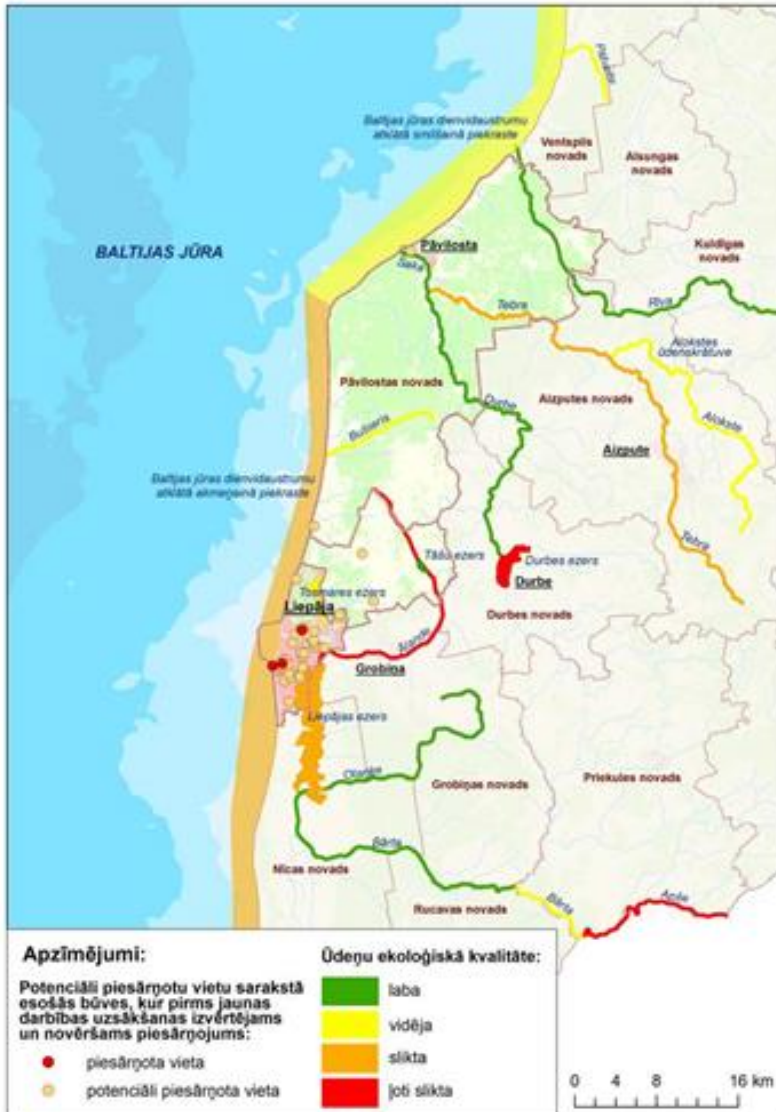 Pāžupīte
Baltijas jūras dienvidaustrumu
atklātā smilšainā piekraste
Ventspils
novads
Alsungas
novads
BALTIJAS JŪRA
Pāvilosta
Kuldīgas
novads
Saka
Rīva
Tebra
Alokstes
ūdenskrātuve
Pāvilostas novads
Durbe
Aizputes novads
Alokste
Aizpute
Baltijas jūras dienvidaustrumu
atklātā akmeņainā piekraste
Tebra
Tāšu ezers
Durbes ezers
Tosmares ezers
Durbe
Liepāja
Durbes novads
Ālande
Grobiņa
Liepājas ezers
Otaņķe
Grobiņas novads
Priekules novads
Bārta
Nīcas novads
Rucavas novads
Bārta
Apše
Apzīmējumi:
Potenciāli piesārņotu vietu sarakstā
esošās būves, kur pirms jaunas
darbības uzsākšanas izvērtējams
un novēršams piesārņojums:
piesārņota vieta
potenciāli piesārņota vieta
Ūdeņu ekoloģiskā kvalitāte:
laba
vidēja
slikta
ļoti slikta
0 4 8 16 km